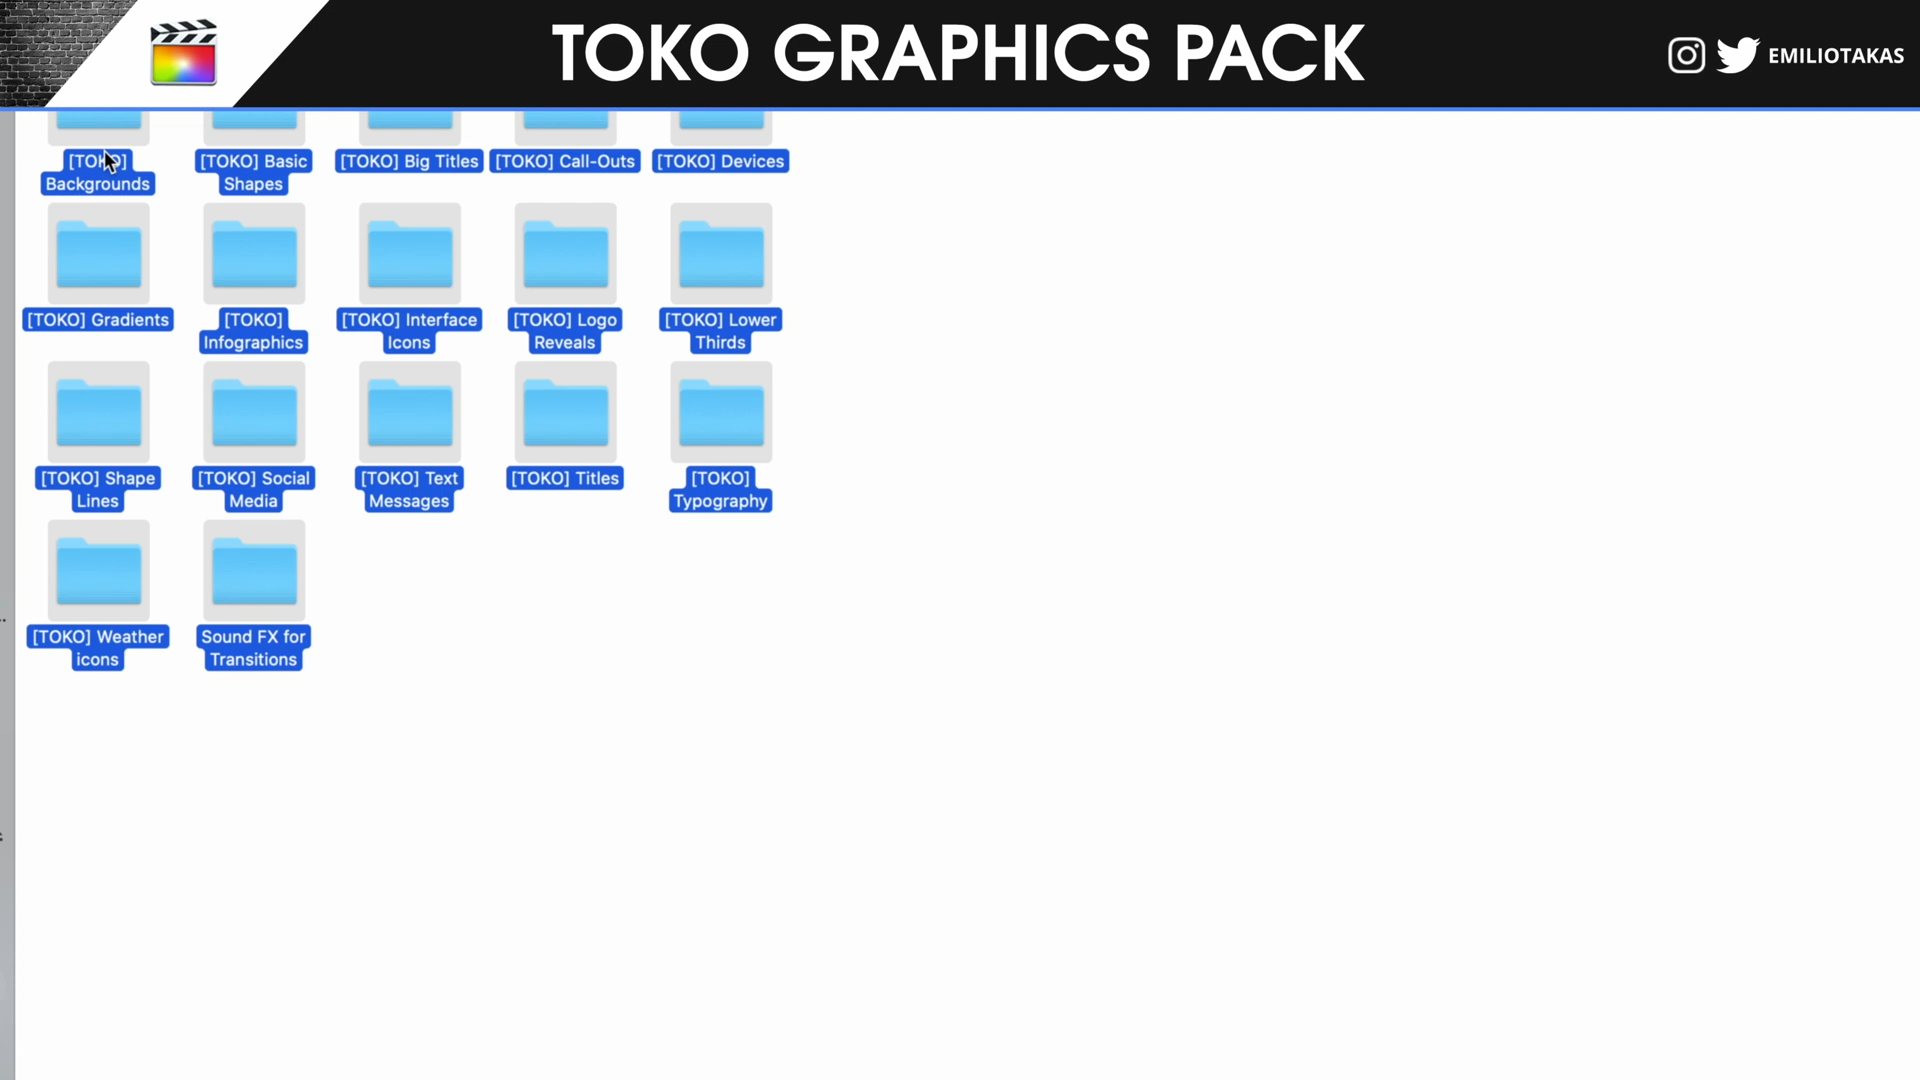 TOKO GRAPHICS PACK
EMILIOTAKAS
[TOKO]
Backgrounds
[TOKO] Basic
Shapes
[TOKO] Big Titles
[TOKO] Call-Outs
[TOKO] Devices
[TOKO] Gradients
[TOKO]
Infographics
[TOKO] Interface
Icons
[TOKO] Logo
Reveals
[TOKO] Lower
Thirds
[TOKO] Shape
Lines
[TOKO] Social
Media
[TOKO] Text
Messages
[TOKO] Titles
[TOKO]
Typography
[TOKO] Weather
icons
Sound FX for
Transitions